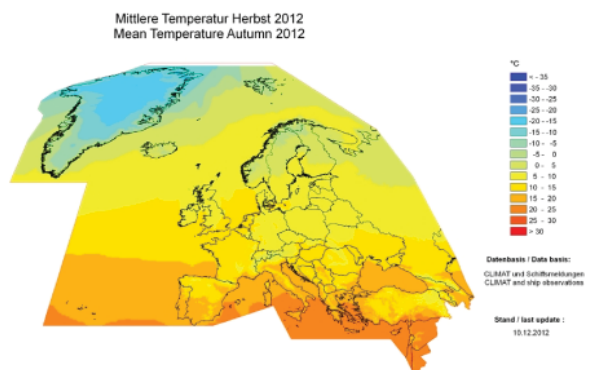 Mittlere Temperatur Herbst 2012
Mean Temperature Autumn 2012
°C
< - 35
-35 - -30
-30 - -25
-25 - -20
-20 - -15
-15 - -10
-10 - -5
-5 - 0
0 - 5
5 - 10
10 - 15
15 - 20
20 - 25
25 - 30
> 30
Datenbasis / Data basis:
CLIMAT und Schiffsmeldungen
CLIMAT and ship observations
Stand / last update :
10.12.2012